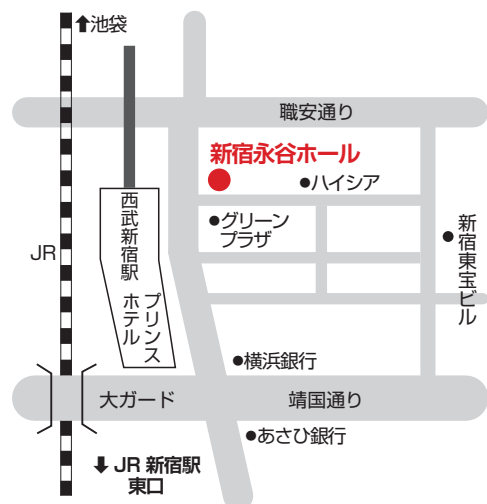 ⬆池袋
職安通り
新宿永谷ホール
●ハイシア
●グリーン
プラザ
西武新宿駅
プリンス
ホテル
JR
●新宿東宝ビル
●横浜銀行
大ガード
靖国通り
●あさひ銀行
⬇JR 新宿駅
東口